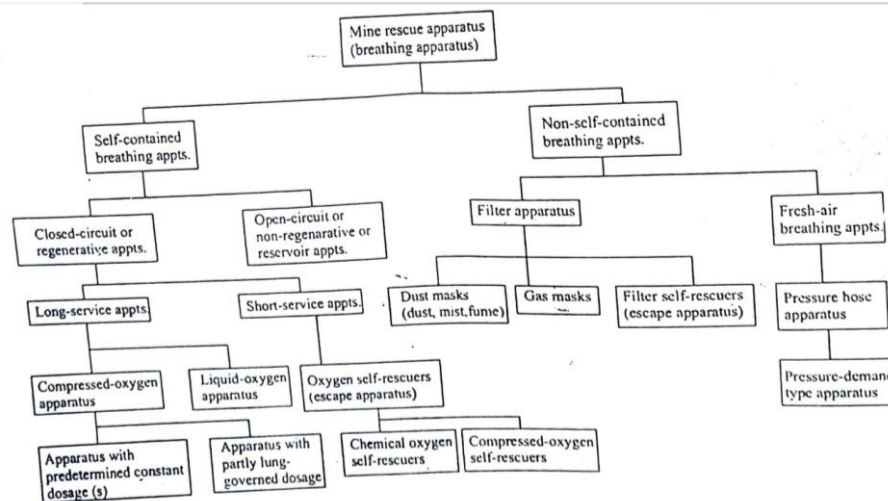 Mine rescue apparatus
(breathing apparatus)
Self-contained
breathing appts.
Non-self-contained
breathing appts.
Closed-circuit or
regenerative appts.
Open-circuit or
non-regenarative or
reservoir appts.
Filter apparatus
Fresh-air
breathing appts.
Long-service appts.
Short-service appts.
Dust masks
(dust, mist,fume)
Gas masks
Filter self-rescuers
(escape apparatus)
Pressure hose
apparatus
Compressed-oxygen
apparatus
Liquid-oxygen
apparatus
Oxygen self-rescuers
(escape apparatus)
Pressure-deman
type apparatus
Apparatus with
predetermined constant
dosage (s)
Apparatus with
partly lung-
governed dosage
Chemical oxygen
self-rescuers
Compressed-oxygen
self-rescuers